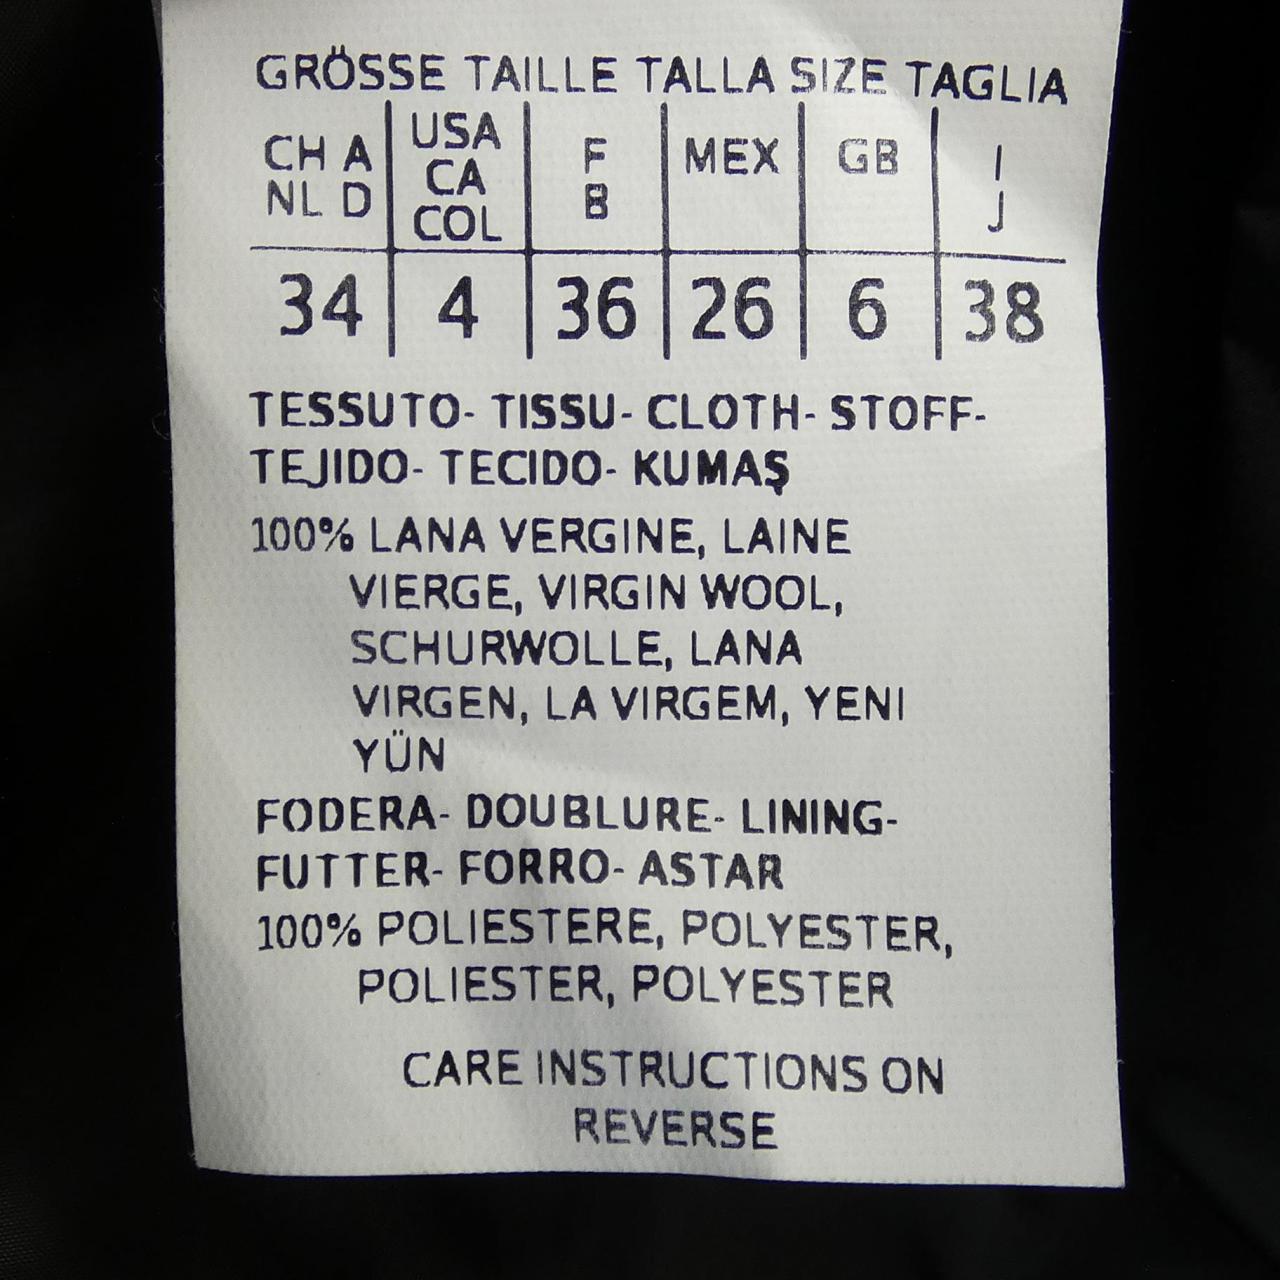 GRÖSSE TAILLE TALLA SIZE TAGLIA
CH A NL D | USA CA COL | F B | MEX | GB | I J
34 | 4 | 36 | 26 | 6 | 38
TESSUTO- TISSU- CLOTH- STOFF-
TEJIDO- TECIDO- KUMAŞ
100% LANA VERGINE, LAINE
VIERGE, VIRGIN WOOL,
SCHURWOLLE, LANA
VIRGEN, LA VIRGEM, YENI
YÜN
FODERA- DOUBLURE- LINING-
FUTTER- FORRO- ASTAR
100% POLIESTERE, POLYESTER,
POLIESTER, POLYESTER
CARE INSTRUCTIONS ON
REVERSE